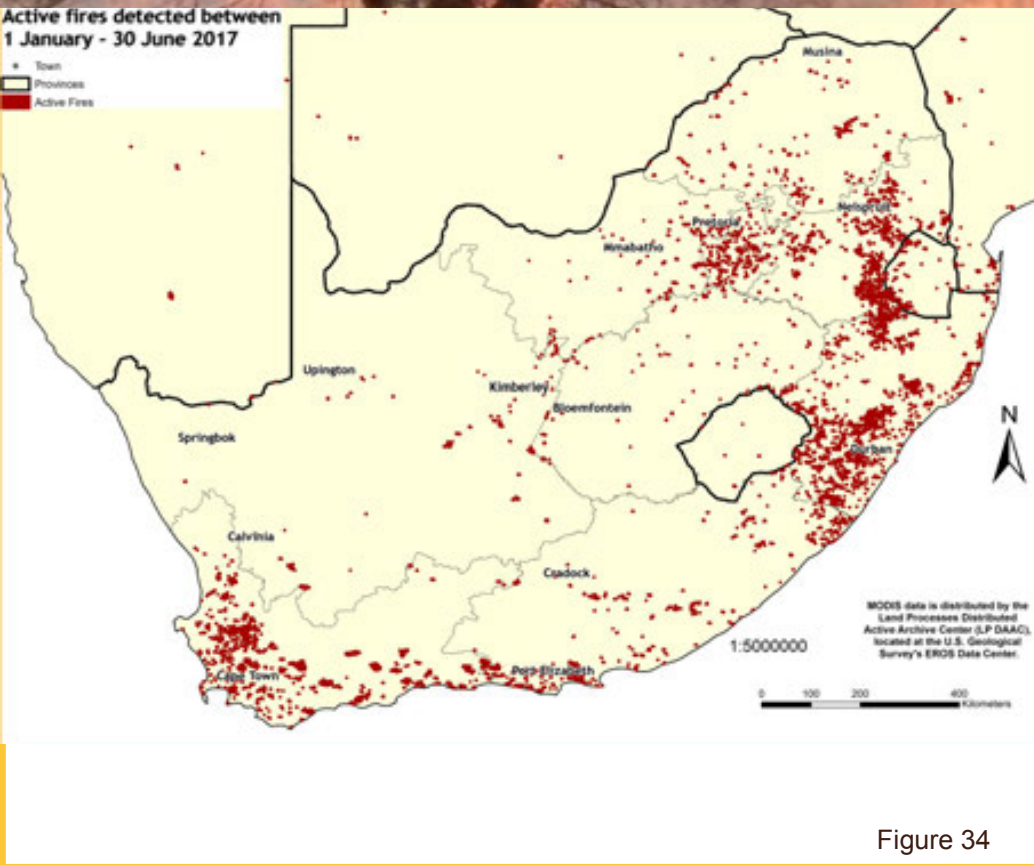 Active fires detected between
1 January - 30 June 2017
Town
Provinces
Active Fires
Musina
Nelspruit
Pretoria
Mmabatho
Upington
Kimberley
Bloemfontein
Springbok
Durban
N
Calvinia
Cradock
MODIS data is distributed by the
Land Processes Distributed
Active Archive Center (LP DAAC),
located at the U.S. Geological
Survey's EROS Data Center.
1:5000000
Port Elizabeth
Cape Town
0 100 200 400
Kilometers
Figure 34